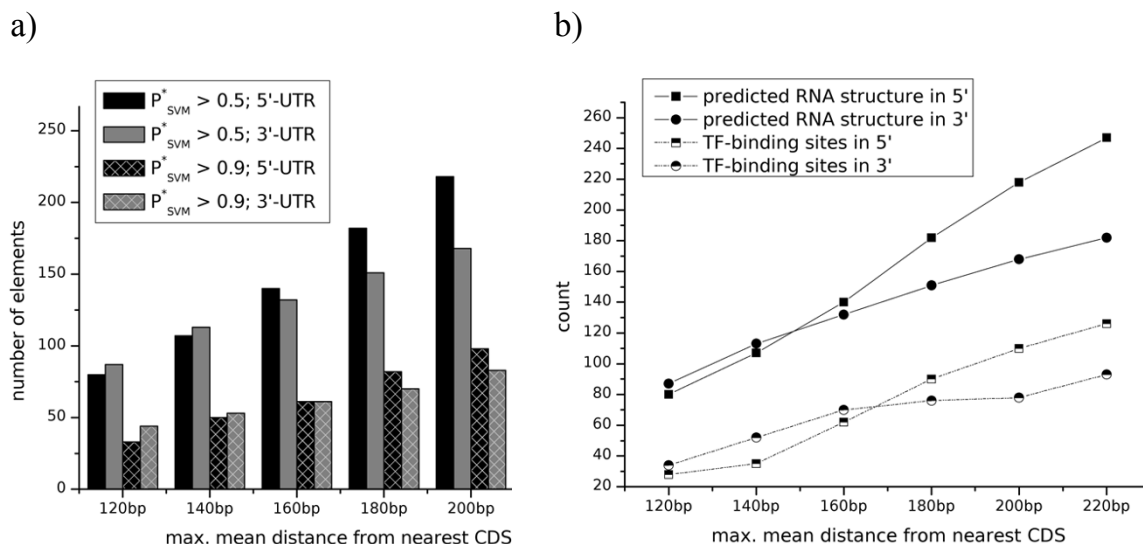 a)
P*SVM > 0.5; 5'-UTR
P*SVM > 0.5; 3'-UTR
P*SVM > 0.9; 5'-UTR
P*SVM > 0.9; 3'-UTR
number of elements
250
200
150
100
50
0
120bp
140bp
160bp
180bp
200bp
max. mean distance from nearest CDS
b)
predicted RNA structure in 5'
predicted RNA structure in 3'
TF-binding sites in 5'
TF-binding sites in 3'
count
260
240
220
200
180
160
140
120
100
80
60
40
20
120bp
140bp
160bp
180bp
200bp
220bp
max. mean distance from nearest CDS